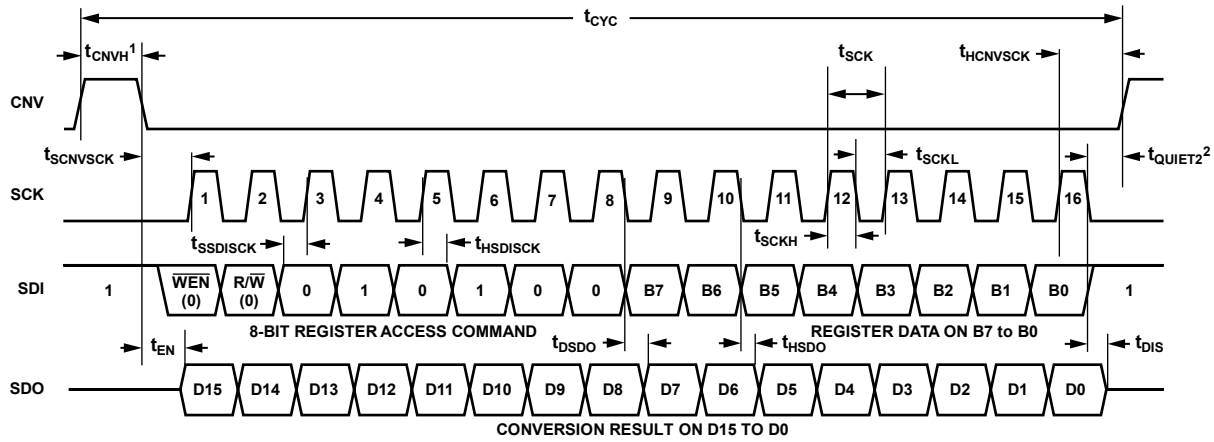 tCYC
tCNVH1
tSCK
tHCNVSCK
CNV
tSCNVSCK
tSCKL
tQUIET22
SCK
1 2 3 4 5 6 7 8 9 10 11 12 13 14 15 16
tSSDISCK
tHSDISCK
tSCKH
SDI
1 WEN (0) R/W (0) 0 1 0 1 0 0 B7 B6 B5 B4 B3 B2 B1 B0 1
8-BIT REGISTER ACCESS COMMAND
REGISTER DATA ON B7 to B0
tEN
tDSDO
tHSDO
tDIS
SDO
D15 D14 D13 D12 D11 D10 D9 D8 D7 D6 D5 D4 D3 D2 D1 D0
CONVERSION RESULT ON D15 TO D0